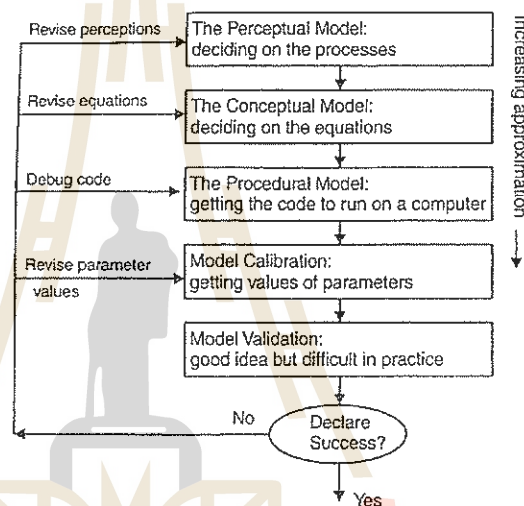 Revise perceptions
The Perceptual Model:
deciding on the processes
Revise equations
The Conceptual Model:
deciding on the equations
Debug code
The Procedural Model:
getting the code to run on a computer
Revise parameter
values
Model Calibration:
getting values of parameters
Model Validation:
good idea but difficult in practice
No
Declare
Success?
Yes
Increasing approximation